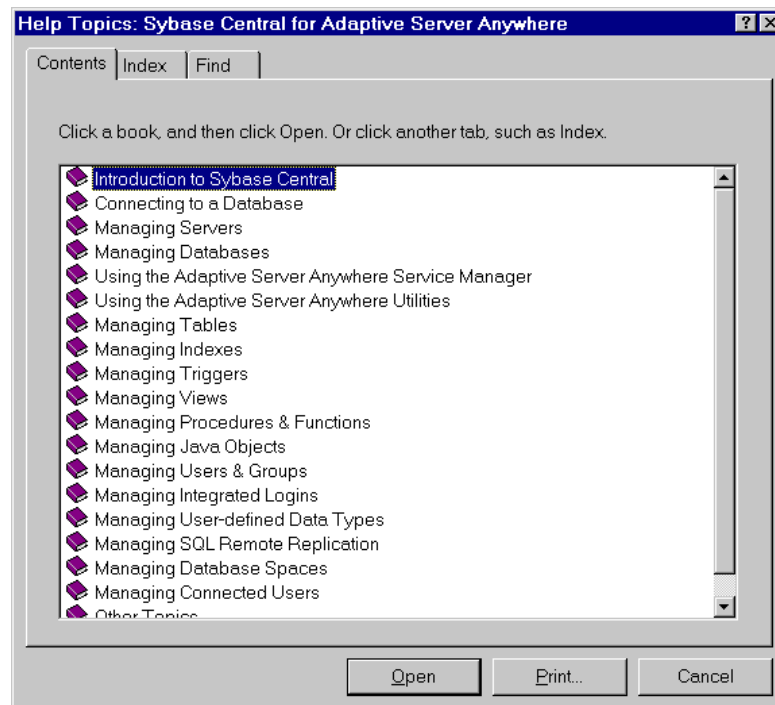 Help Topics: Sybase Central for Adaptive Server Anywhere
Contents Index Find
Click a book, and then click Open. Or click another tab, such as Index.
Introduction to Sybase Central
Connecting to a Database
Managing Servers
Managing Databases
Using the Adaptive Server Anywhere Service Manager
Using the Adaptive Server Anywhere Utilities
Managing Tables
Managing Indexes
Managing Triggers
Managing Views
Managing Procedures & Functions
Managing Java Objects
Managing Users & Groups
Managing Integrated Logins
Managing User-defined Data Types
Managing SQL Remote Replication
Managing Database Spaces
Managing Connected Users
Other Topics
Open Print... Cancel